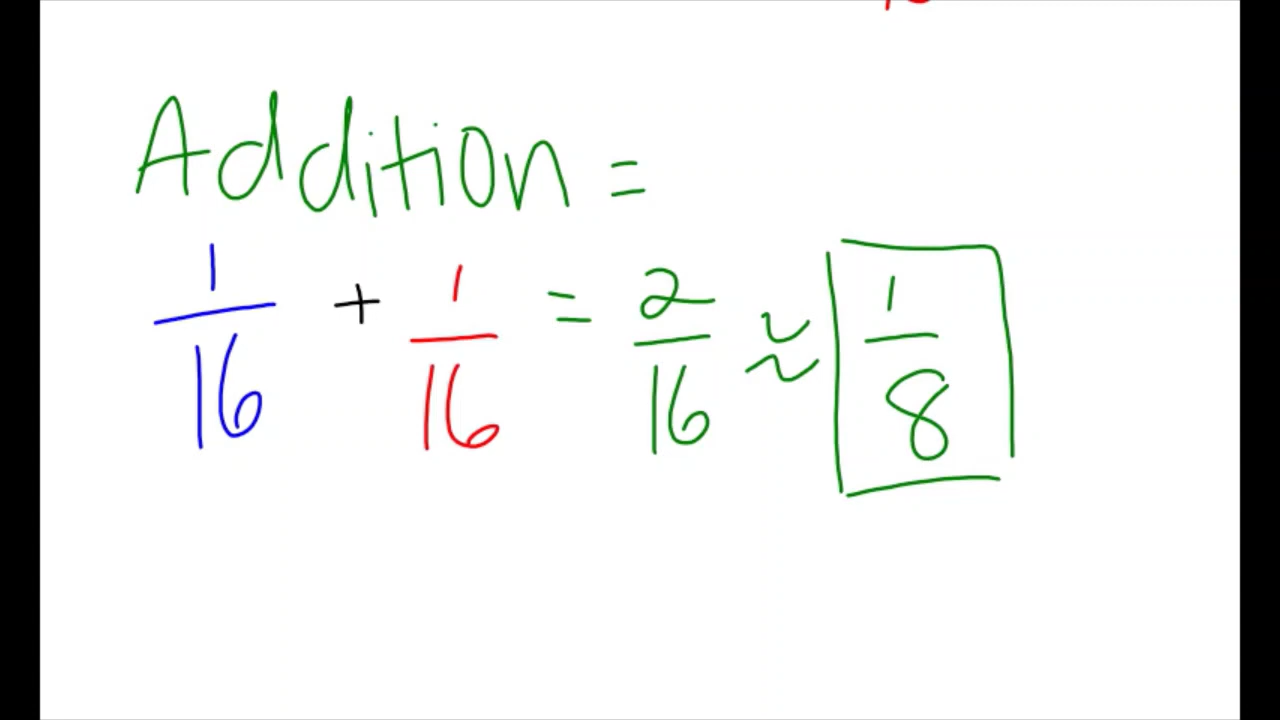 Addition =
1/16 + 1/16 = 2/16 ≈ 1/8